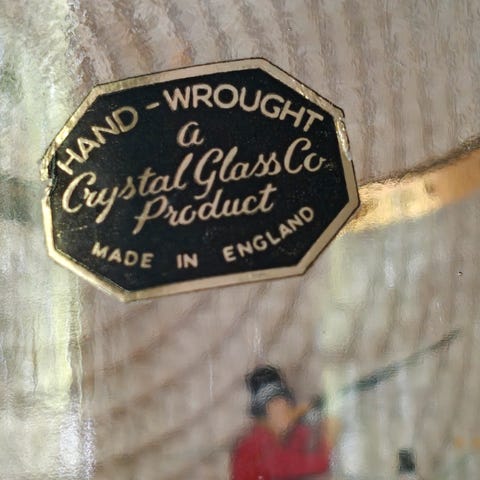 HAND-WROUGHT
a
Crystal Glass Co
Product
MADE IN ENGLAND